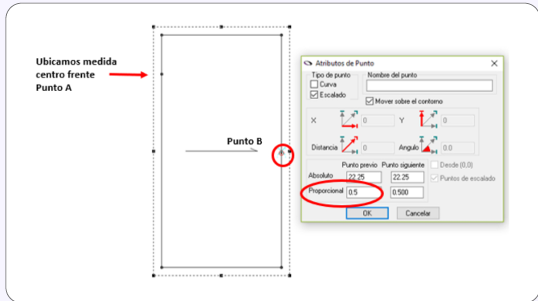 Ubicamos medida
centro frente
Punto A
Punto B
Atributos de Punto
Tipo de punto
Curva
Escalado
Nombre del punto
Mover sobre el contorno
X
0
Y
0
Distancia
0
Angulo
0.0
Punto previo
Punto siguiente
Desde (0,0)
Absoluto
22.25
22.25
Puntos de escalado
Proporcional
0.5
0.500
OK
Cancelar